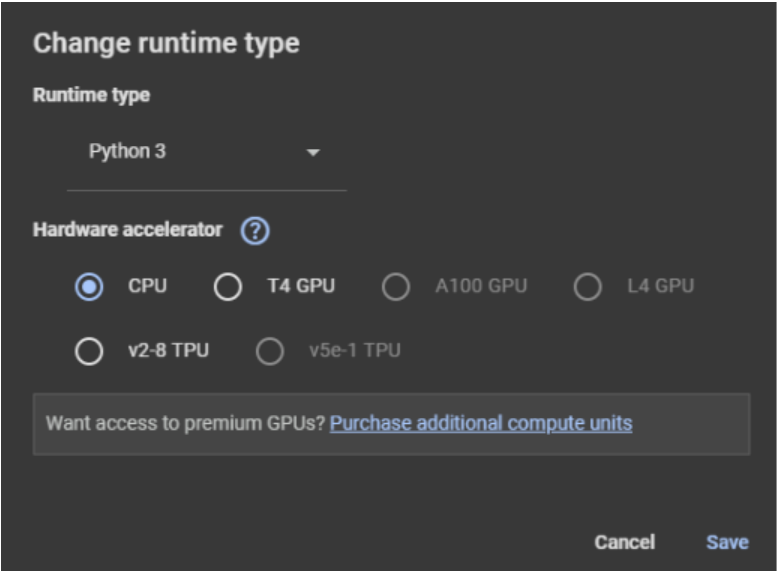 Change runtime type
Runtime type
Python 3
Hardware accelerator ?
CPU T4 GPU A100 GPU L4 GPU
v2-8 TPU v5e-1 TPU
Want access to premium GPUs? Purchase additional compute units
Cancel Save